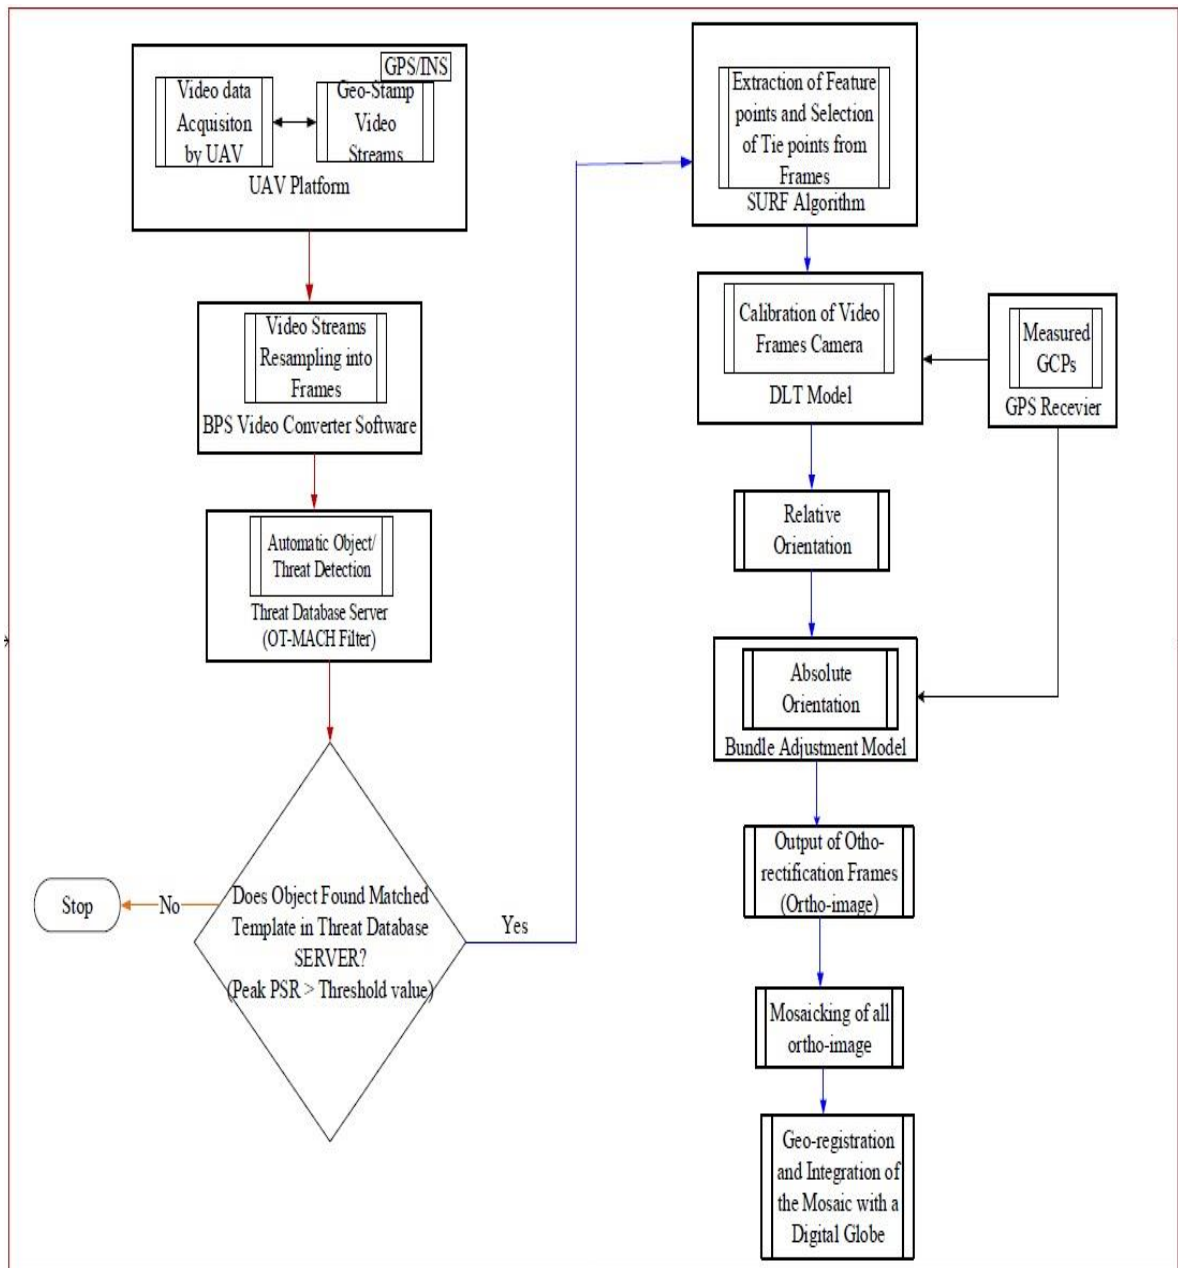 GPS/INS
Video data
Acquisiton
by UAV
Geo-Stamp
Video
Streams
UAV Platform
Video Streams
Resampling into
Frames
BPS Video Converter Software
Automatic Object/
Threat Detection
Threat Database Server
(OT-MACH Filter)
Does Object Found Matched
Template in Threat Database
SERVER?
(Peak PSR > Threshold value)
No
Stop
Yes
Extraction of Feature
points and Selection
of Tie points from
Frames
SURF Algorithm
Calibration of Video
Frames Camera
DLT Model
Measured
GCPs
GPS Recevier
Relative
Orientation
Absolute
Orientation
Bundle Adjustment Model
Output of Otho-
rectification Frames
(Ortho-image)
Mosaicking of all
ortho-image
Geo-registration
and Integration of
the Mosaic with a
Digital Globe